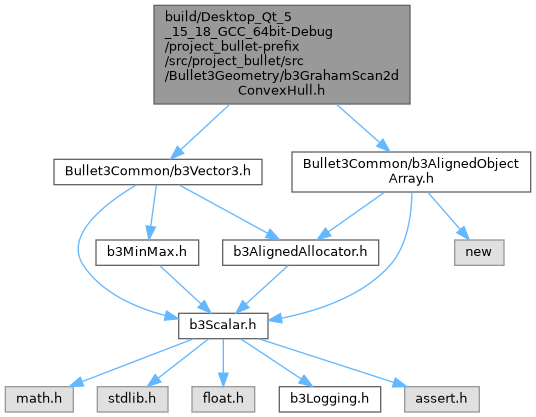 build/Desktop_Qt_5
_15_18_GCC_64bit-Debug
/project_bullet-prefix
/src/project_bullet/src
/Bullet3Geometry/b3GrahamScan2d
ConvexHull.h
Bullet3Common/b3Vector3.h
Bullet3Common/b3AlignedObject
Array.h
b3MinMax.h
b3AlignedAllocator.h
new
b3Scalar.h
math.h
stdlib.h
float.h
b3Logging.h
assert.h